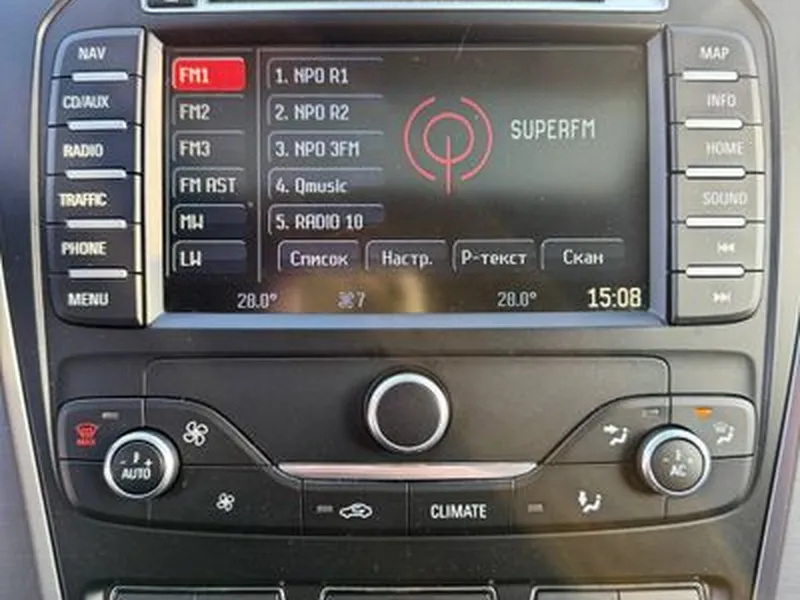 NAV
CD/AUX
RADIO
TRAFFIC
PHONE
MENU
FM1
FM2
FM3
FM AST
MW
LW
1. NPO R1
2. NPO R2
3. NPO 3FM
4. Qmusic
5. RADIO 10
SUPERFM
Список
Настр.
Р-текст
Скан
28.0°
7
28.0°
15:08
MAP
INFO
HOME
SOUND
MAX
AUTO
AC
CLIMATE